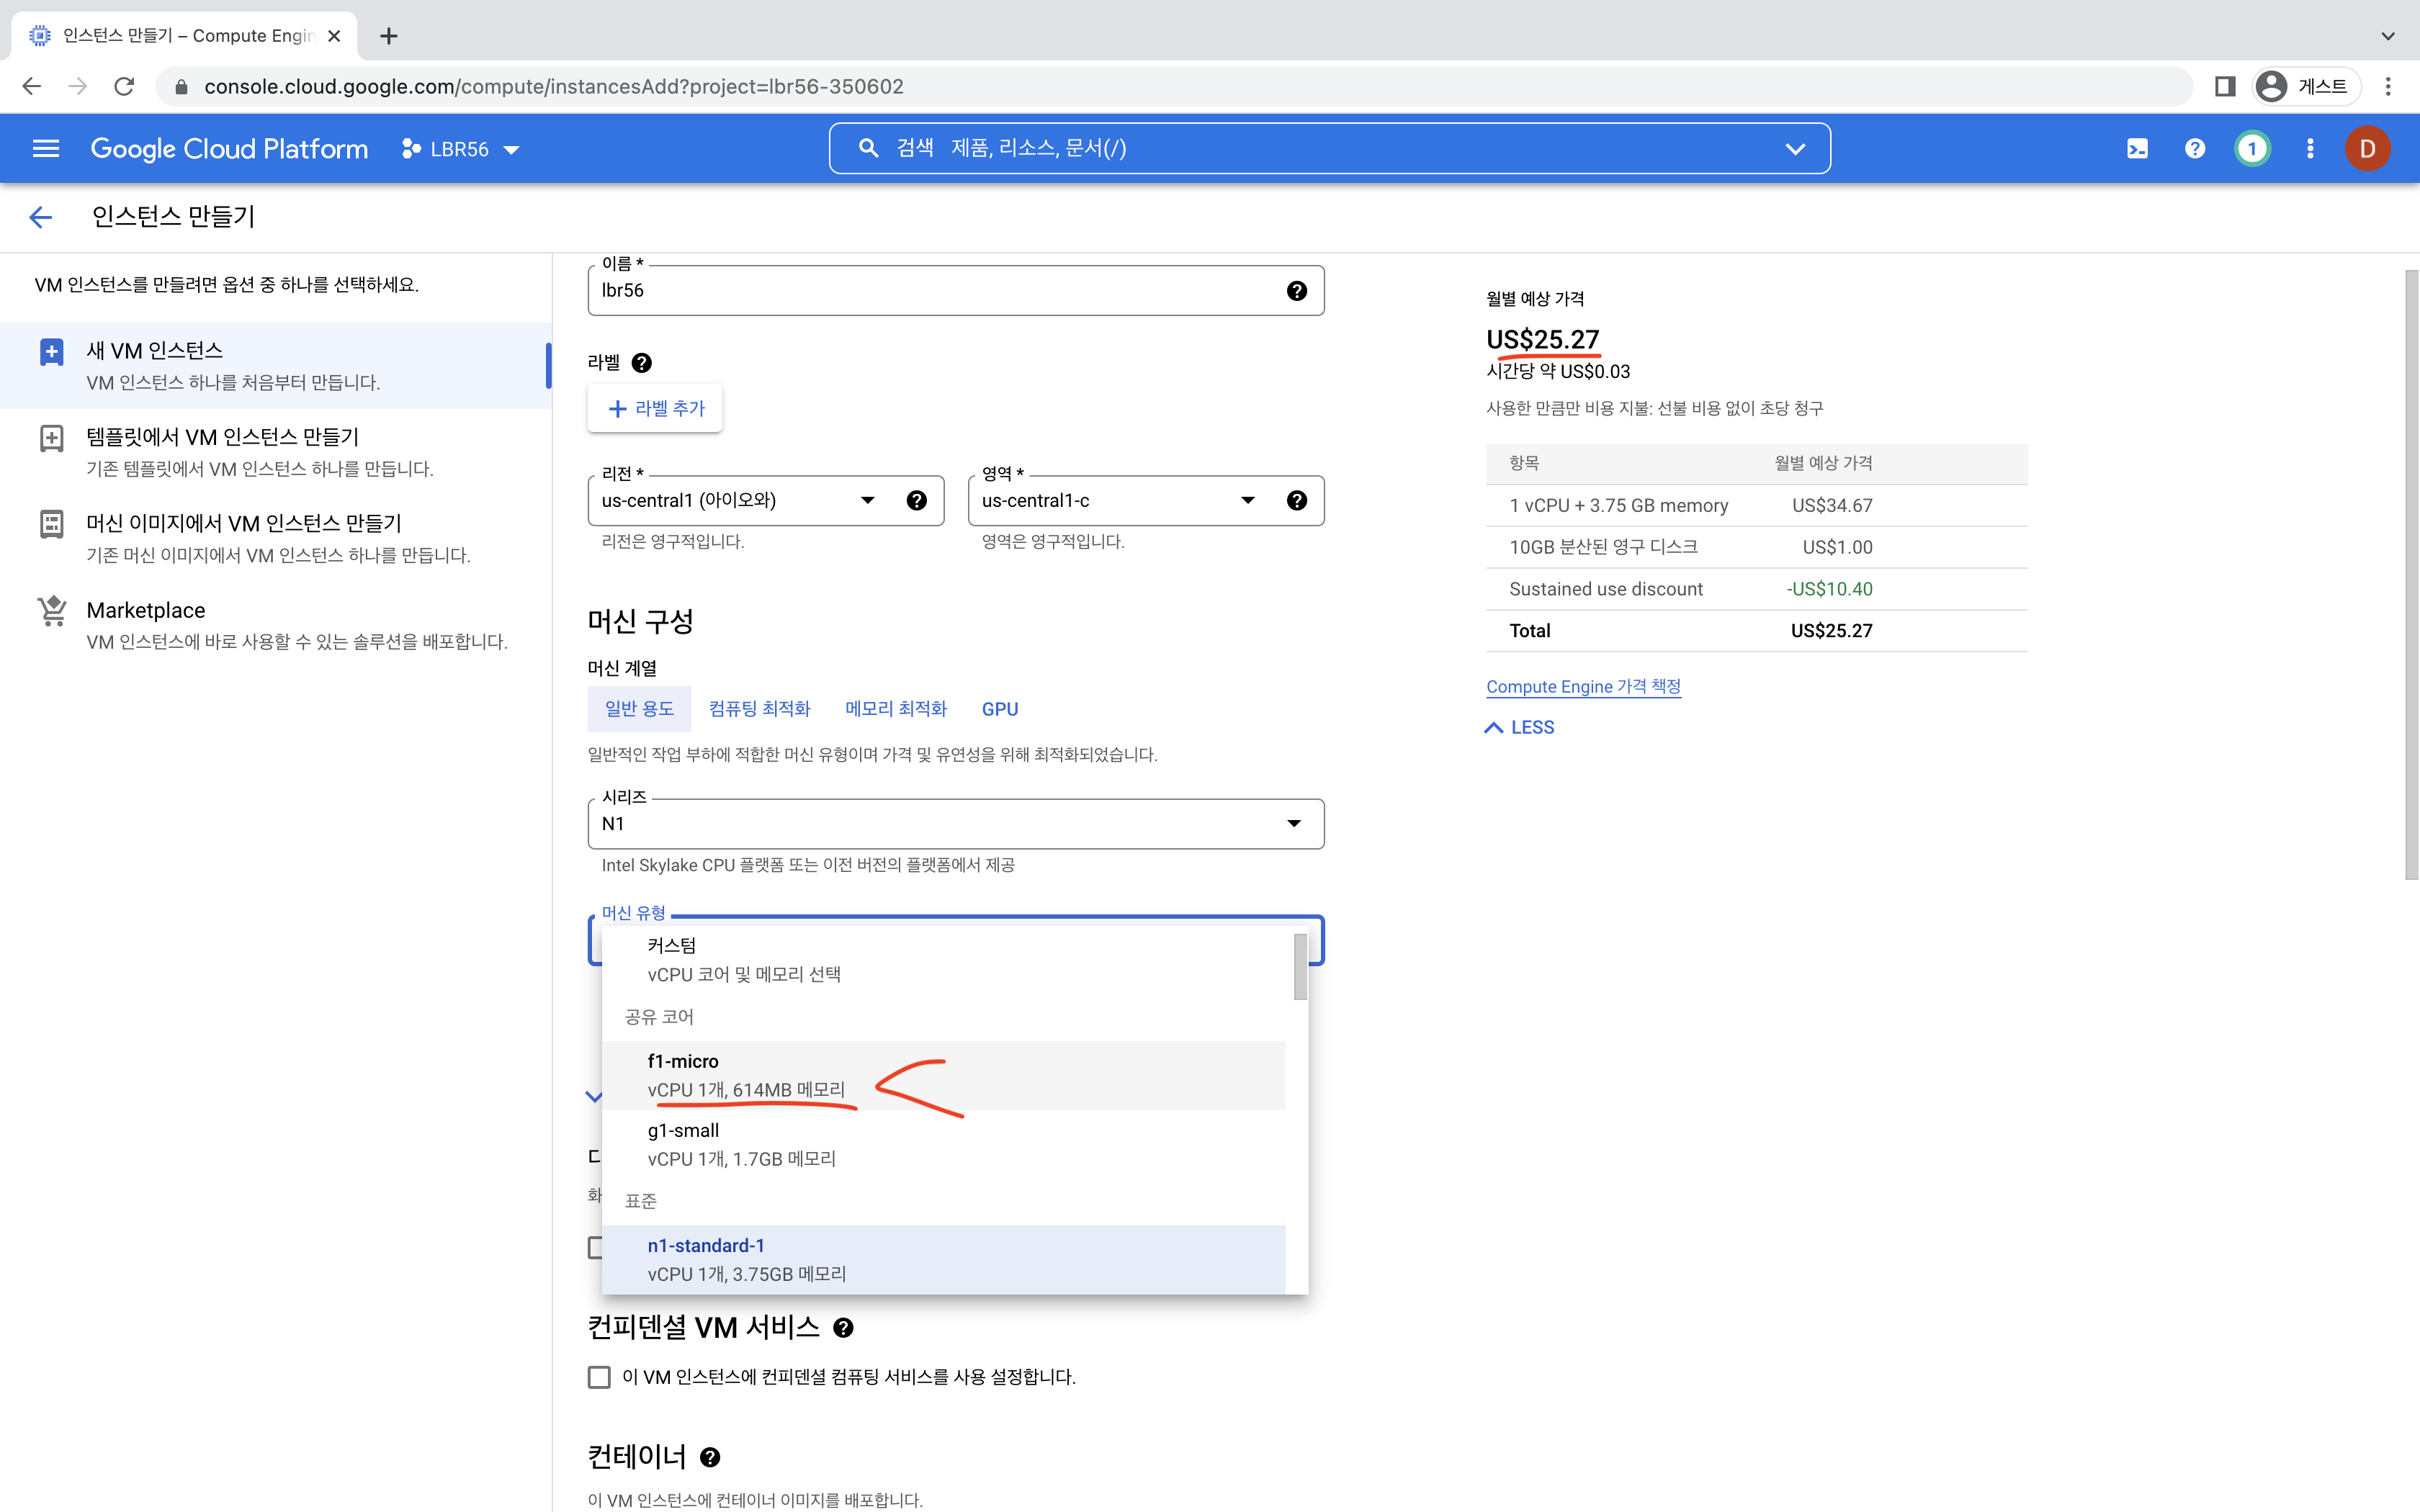 인스턴스 만들기 – Compute Engin
console.cloud.google.com/compute/instancesAdd?project=lbr56-350602
게스트
Google Cloud Platform
LBR56
검색 제품, 리소스, 문서(/)
1
D
인스턴스 만들기
VM 인스턴스를 만들려면 옵션 중 하나를 선택하세요.
새 VM 인스턴스
VM 인스턴스 하나를 처음부터 만듭니다.
템플릿에서 VM 인스턴스 만들기
기존 템플릿에서 VM 인스턴스 하나를 만듭니다.
머신 이미지에서 VM 인스턴스 만들기
기존 머신 이미지에서 VM 인스턴스 하나를 만듭니다.
Marketplace
VM 인스턴스에 바로 사용할 수 있는 솔루션을 배포합니다.
이름 *
lbr56
라벨
라벨 추가
리전 *
us-central1 (아이오와)
리전은 영구적입니다.
영역 *
us-central1-c
영역은 영구적입니다.
머신 구성
머신 계열
일반 용도 컴퓨팅 최적화 메모리 최적화 GPU
일반적인 작업 부하에 적합한 머신 유형이며 가격 및 유연성을 위해 최적화되었습니다.
시리즈
N1
Intel Skylake CPU 플랫폼 또는 이전 버전의 플랫폼에서 제공
머신 유형
커스텀
vCPU 코어 및 메모리 선택
공유 코어
f1-micro
vCPU 1개, 614MB 메모리
g1-small
vCPU 1개, 1.7GB 메모리
표준
n1-standard-1
vCPU 1개, 3.75GB 메모리
컨피덴셜 VM 서비스
이 VM 인스턴스에 컨피덴셜 컴퓨팅 서비스를 사용 설정합니다.
컨테이너
이 VM 인스턴스에 컨테이너 이미지를 배포합니다.
월별 예상 가격
US$25.27
시간당 약 US$0.03
사용한 만큼만 비용 지불: 선불 비용 없이 초당 청구
항목 월별 예상 가격
1 vCPU + 3.75 GB memory US$34.67
10GB 분산된 영구 디스크 US$1.00
Sustained use discount -US$10.40
Total US$25.27
Compute Engine 가격 책정
LESS